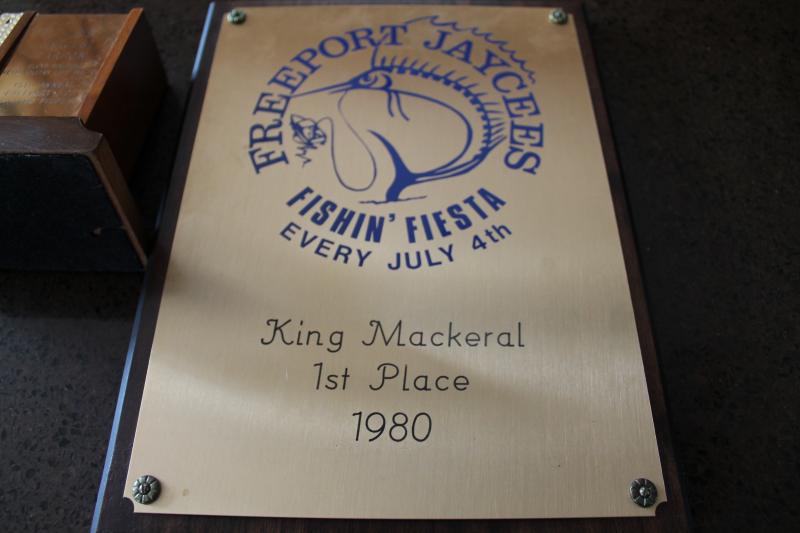 FREEPORT JAYCEES
FISHIN' FIESTA
EVERY JULY 4th
King Mackeral
1st Place
1980